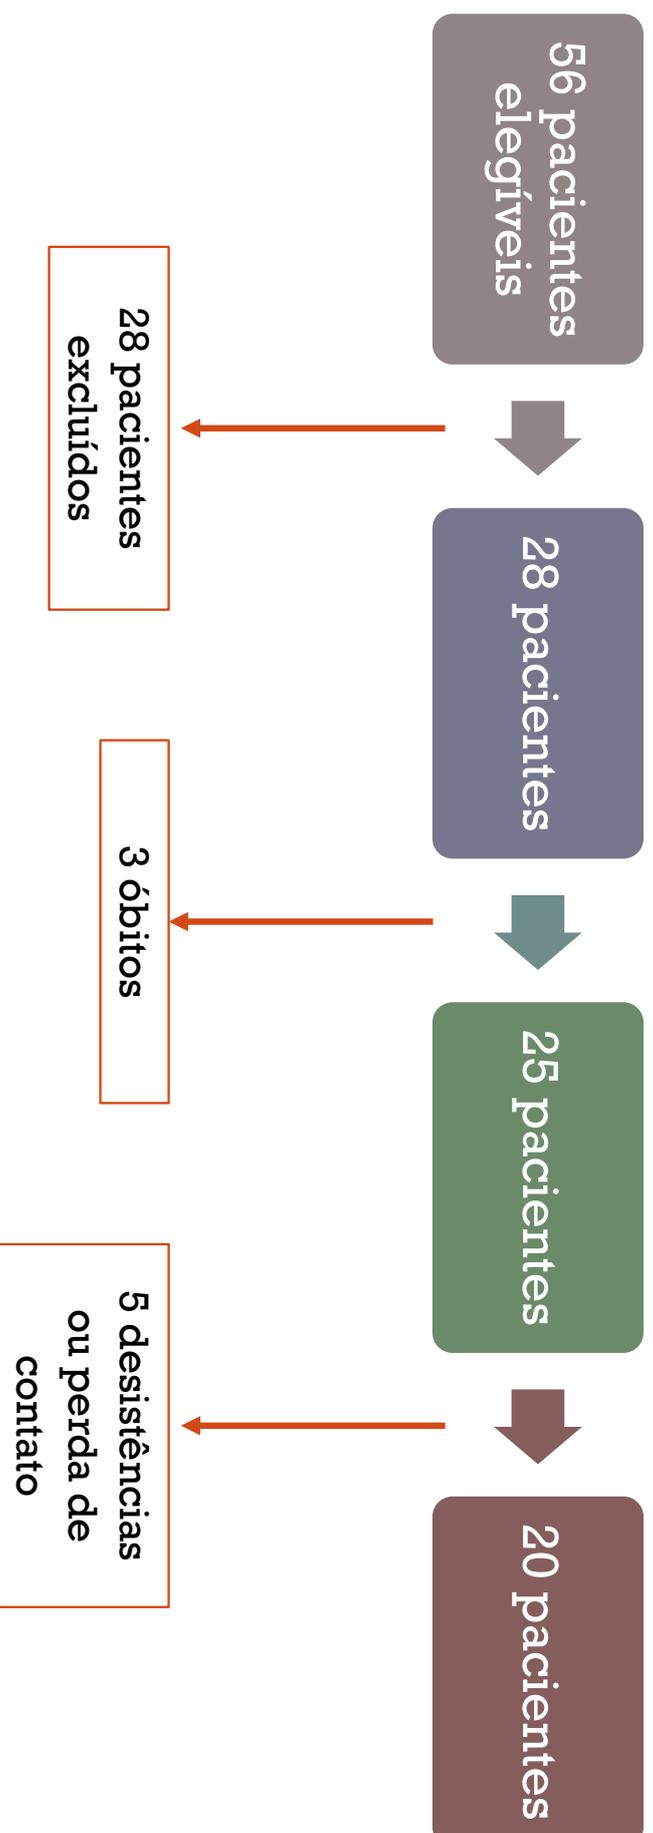 56 pacientes
elegíveis
28 pacientes
25 pacientes
20 pacientes
28 pacientes
excluídos
3 óbitos
5 desistências
ou perda de
contato